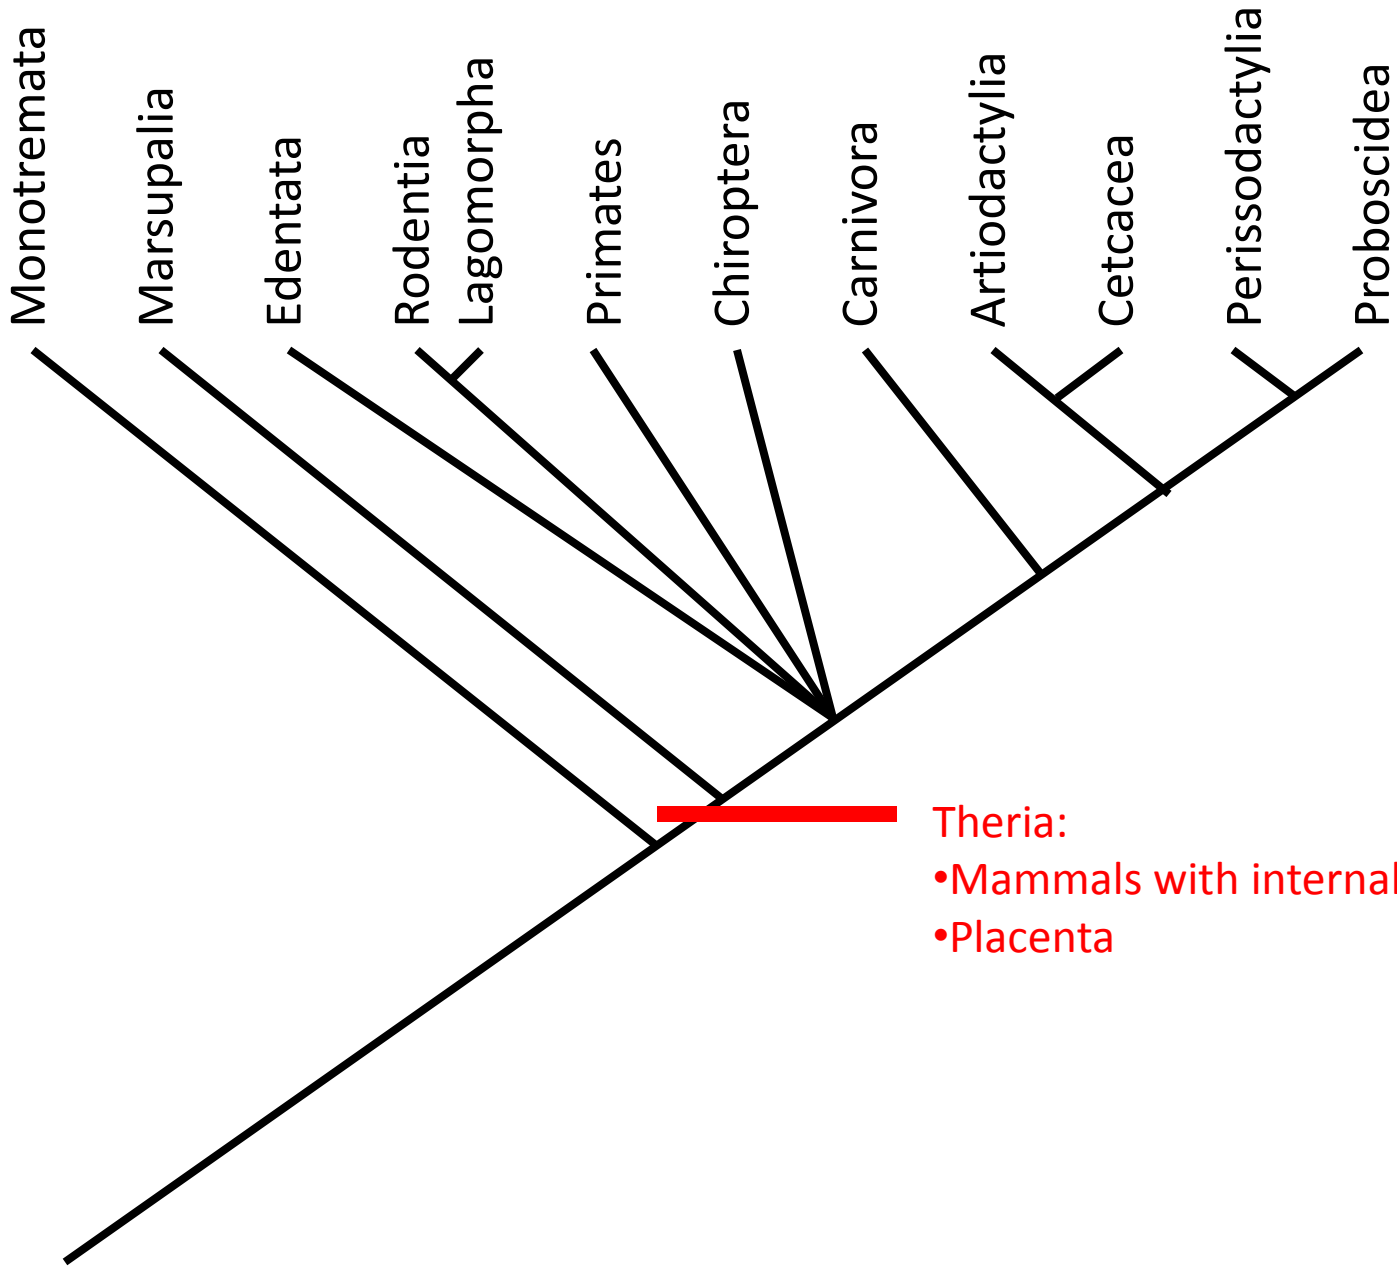 Monotremata
Marsupalia
Edentata
Rodentia
Lagomorpha
Primates
Chiroptera
Carnivora
Artiodactylia
Cetcacea
Perissodactylia
Proboscidea
Theria:
•Mammals with internal
•Placenta